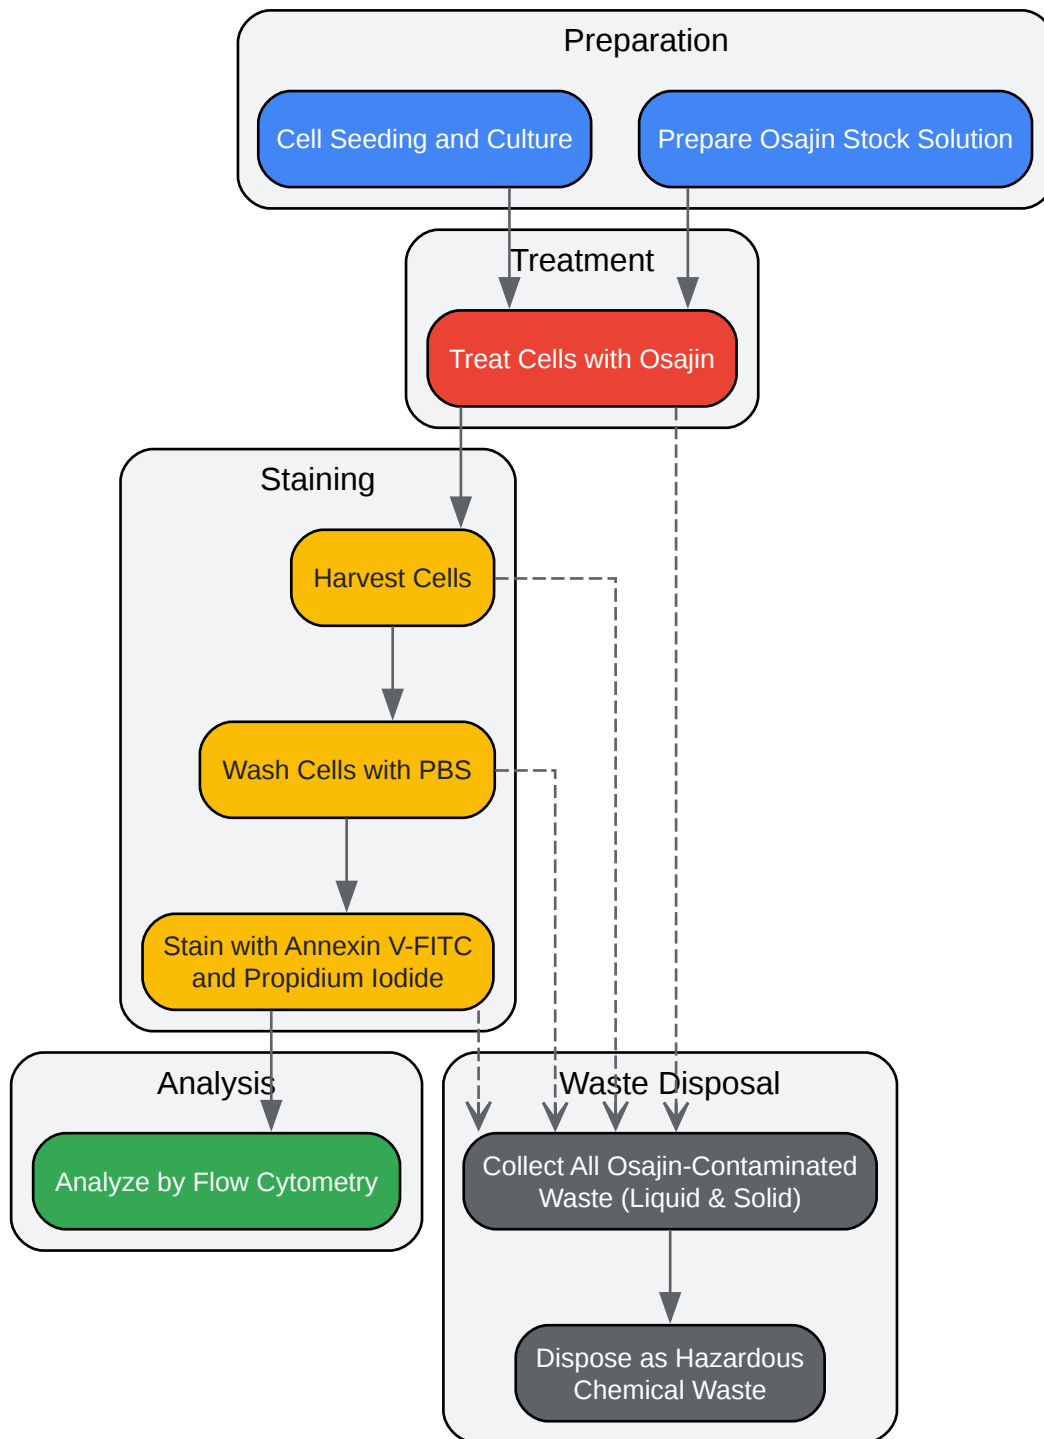 Preparation
Cell Seeding and Culture
Prepare Osajin Stock Solution
Treatment
Treat Cells with Osajin
Staining
Harvest Cells
Wash Cells with PBS
Stain with Annexin V-FITC
and Propidium Iodide
Analysis
Analyze by Flow Cytometry
Waste Disposal
Collect All Osajin-Contaminated
Waste (Liquid & Solid)
Dispose as Hazardous
Chemical Waste